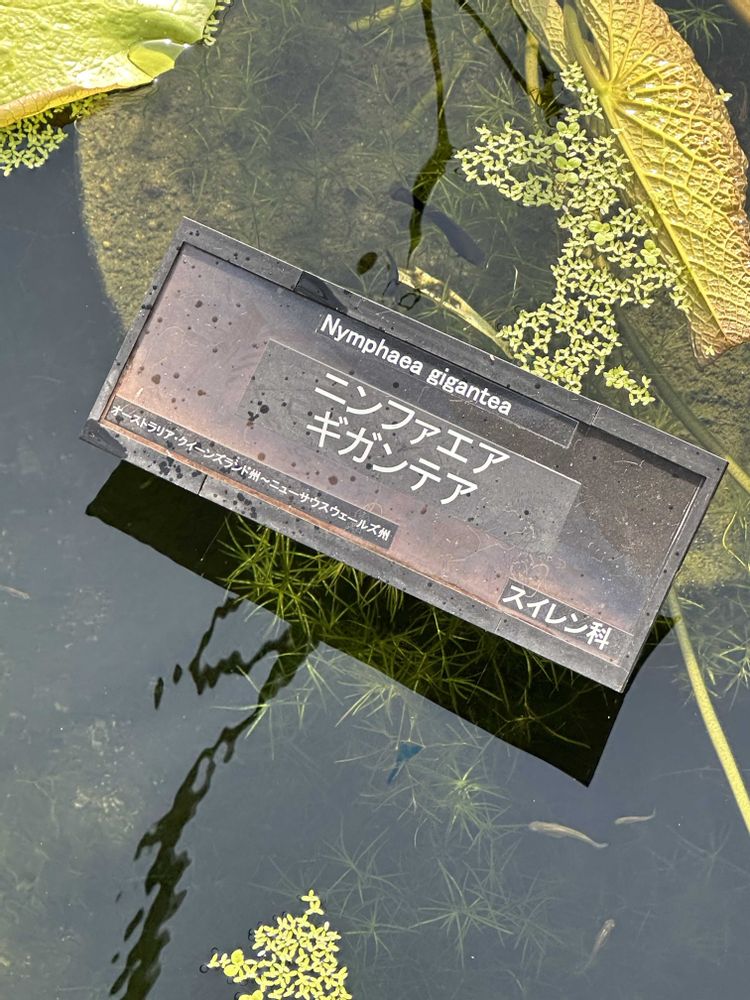 Nymphaea gigantea
ニンファエア
ギガンテア
オーストラリア・クイーンズランド州～ニューサウスウェールズ州
スイレン科